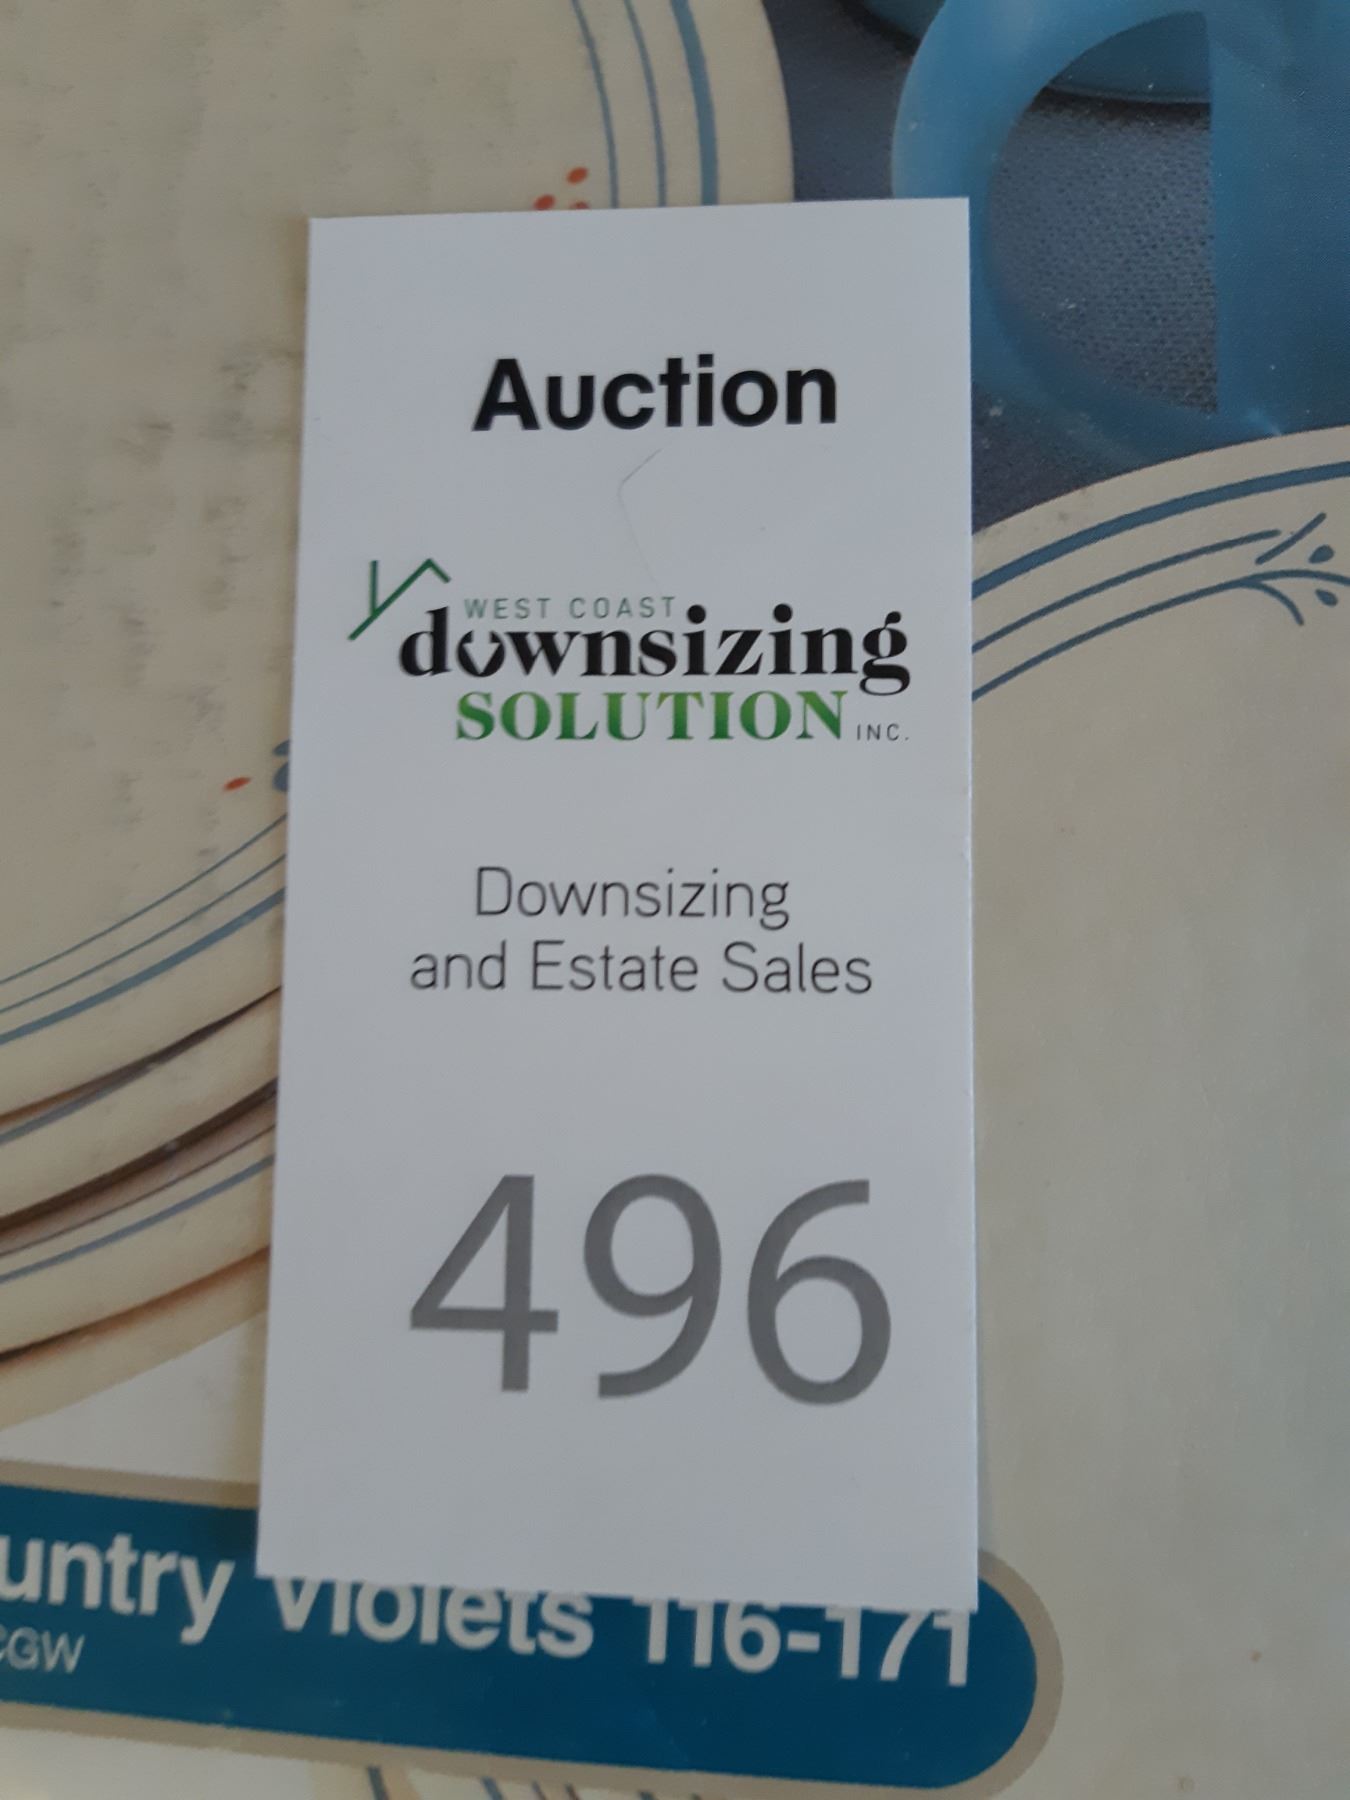 Auction
WEST COAST
downsizing
SOLUTION INC.
Downsizing
and Estate Sales
496
untry Violets 116-171
CGW